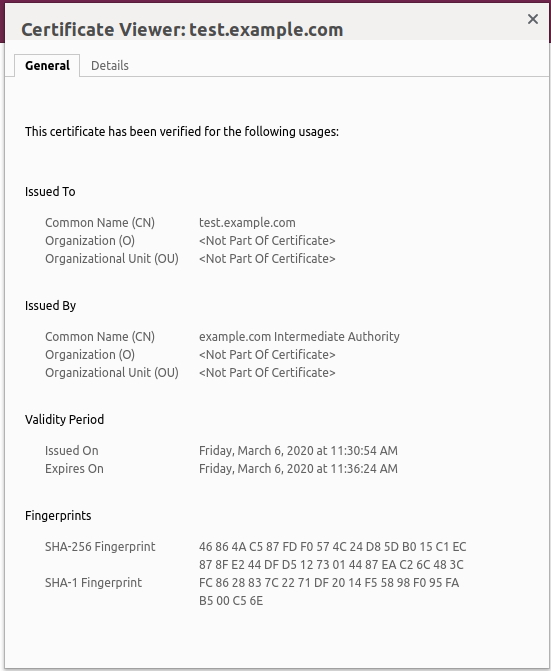 Certificate Viewer: test.example.com
General Details
This certificate has been verified for the following usages:
Issued To
Common Name (CN) test.example.com
Organization (O) <Not Part Of Certificate>
Organizational Unit (OU) <Not Part Of Certificate>
Issued By
Common Name (CN) example.com Intermediate Authority
Organization (O) <Not Part Of Certificate>
Organizational Unit (OU) <Not Part Of Certificate>
Validity Period
Issued On Friday, March 6, 2020 at 11:30:54 AM
Expires On Friday, March 6, 2020 at 11:36:24 AM
Fingerprints
SHA-256 Fingerprint 46 86 4A C5 87 FD F0 57 4C 24 D8 5D B0 15 C1 EC
87 8F E2 44 DF D5 12 73 01 44 87 EA C2 6C 48 3C
SHA-1 Fingerprint FC 86 28 83 7C 22 71 DF 20 14 F5 58 98 F0 95 FA
B5 00 C5 6E